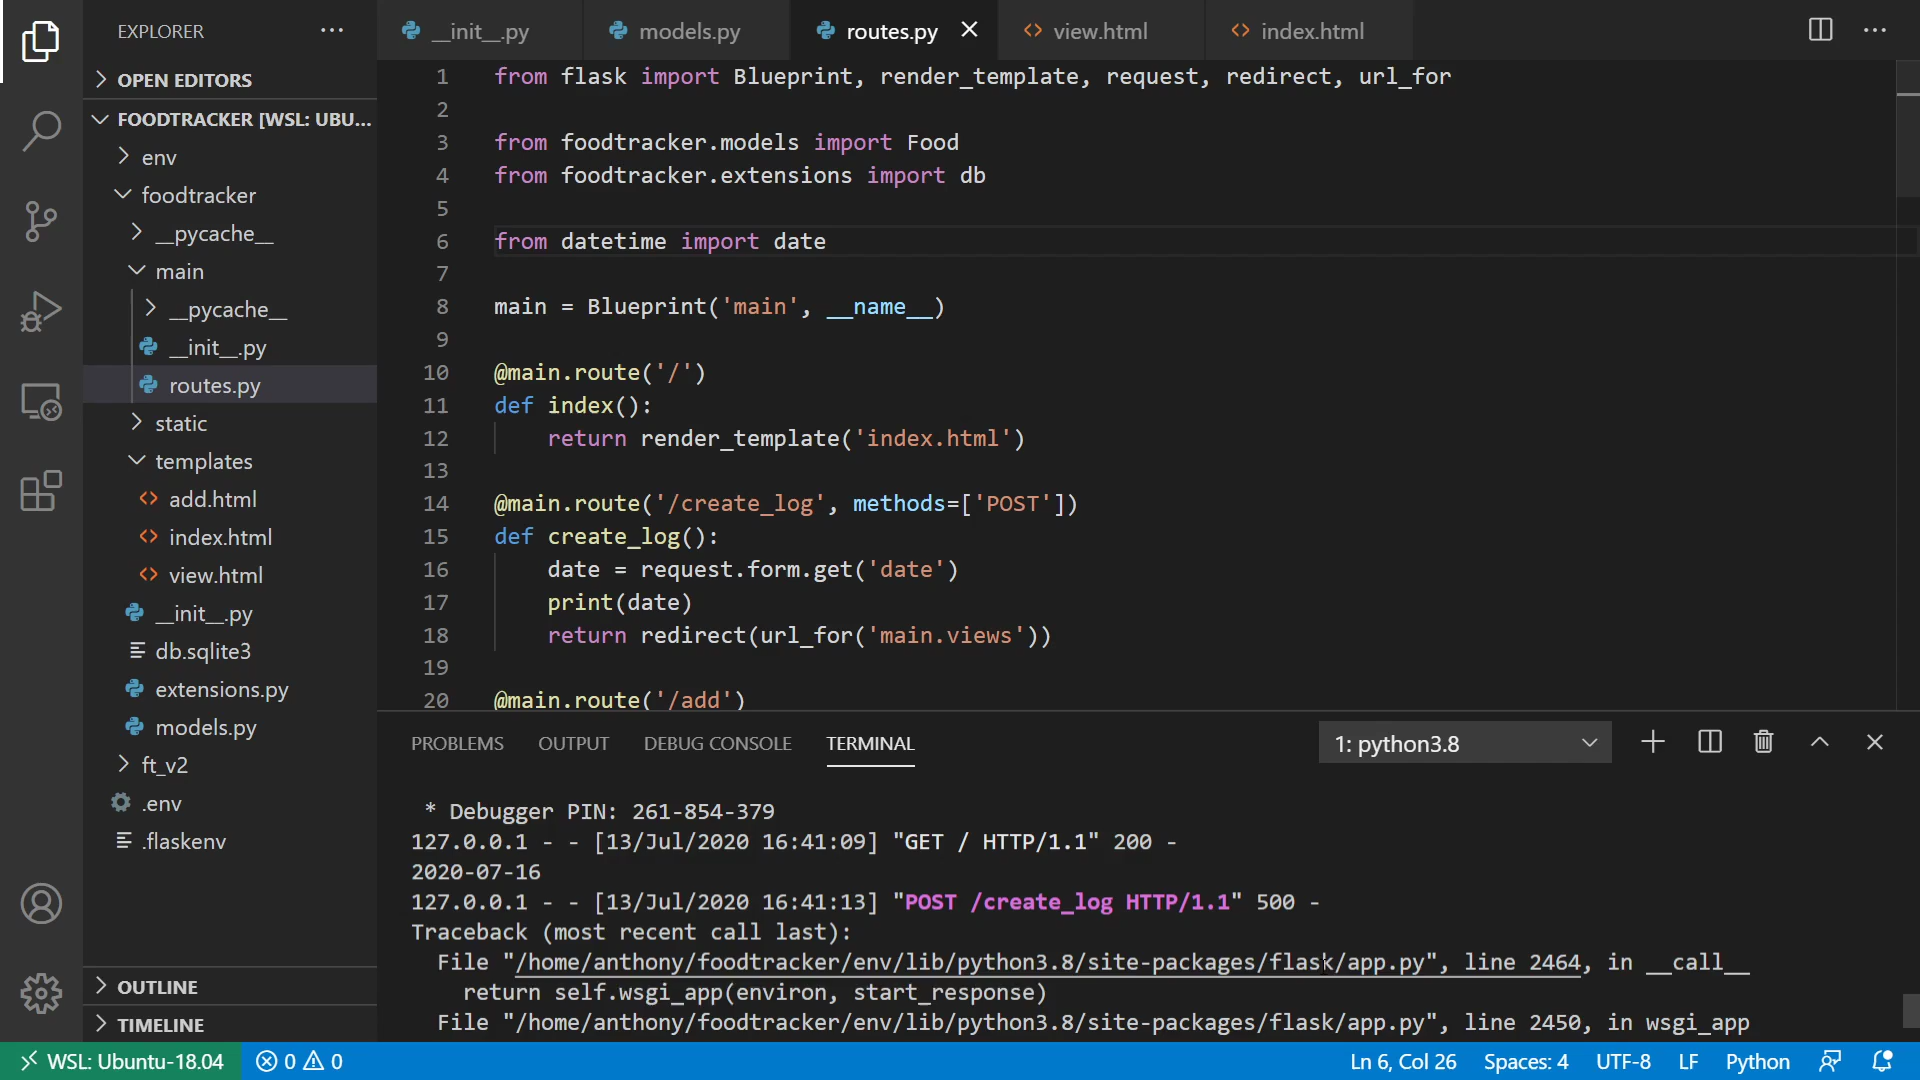 EXPLORER
OPEN EDITORS
FOODTRACKER [WSL: UBU...
env
foodtracker
__pycache__
main
__pycache__
__init__.py
routes.py
static
templates
add.html
index.html
view.html
__init__.py
db.sqlite3
extensions.py
models.py
ft_v2
.env
.flaskenv
OUTLINE
TIMELINE
__init__.py
models.py
routes.py
view.html
index.html
1 from flask import Blueprint, render_template, request, redirect, url_for
2
3 from foodtracker.models import Food
4 from foodtracker.extensions import db
5
6 from datetime import date
7
8 main = Blueprint('main', __name__)
9
10 @main.route('/')
11 def index():
12 return render_template('index.html')
13
14 @main.route('/create_log', methods=['POST'])
15 def create_log():
16 date = request.form.get('date')
17 print(date)
18 return redirect(url_for('main.views'))
19
20 @main.route('/add')
PROBLEMS OUTPUT DEBUG CONSOLE TERMINAL
1: python3.8
* Debugger PIN: 261-854-379
127.0.0.1 - - [13/Jul/2020 16:41:09] "GET / HTTP/1.1" 200 -
2020-07-16
127.0.0.1 - - [13/Jul/2020 16:41:13] "POST /create_log HTTP/1.1" 500 -
Traceback (most recent call last):
File "/home/anthony/foodtracker/env/lib/python3.8/site-packages/flask/app.py", line 2464, in __call__
return self.wsgi_app(environ, start_response)
File "/home/anthony/foodtracker/env/lib/python3.8/site-packages/flask/app.py", line 2450, in wsgi_app
WSL: Ubuntu-18.04 0 0 Ln 6, Col 26 Spaces: 4 UTF-8 LF Python